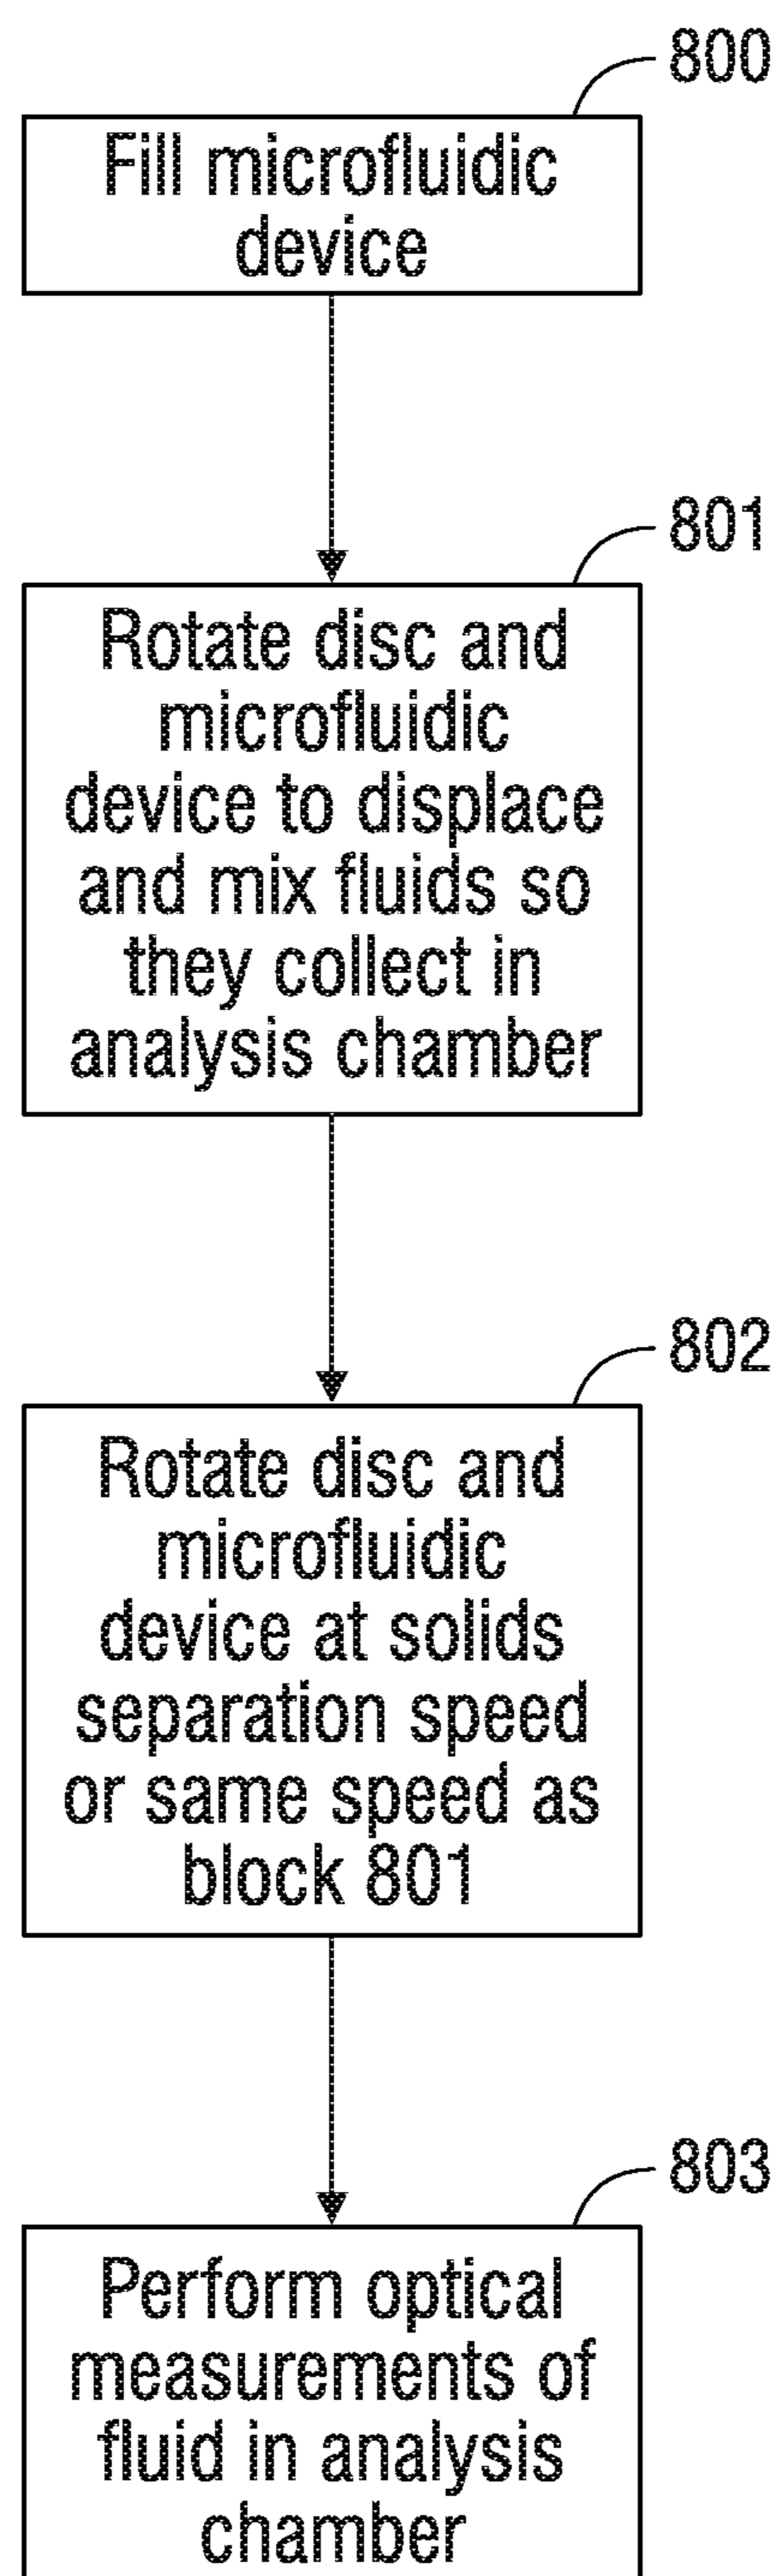 800
Fill microfluidic
device
801
Rotate disc and
microfluidic
device to displace
and mix fluids so
they collect in
analysis chamber
802
Rotate disc and
microfluidic
device at solids
separation speed
or same speed as
block 801
803
Perform optical
measurements of
fluid in analysis
chamber